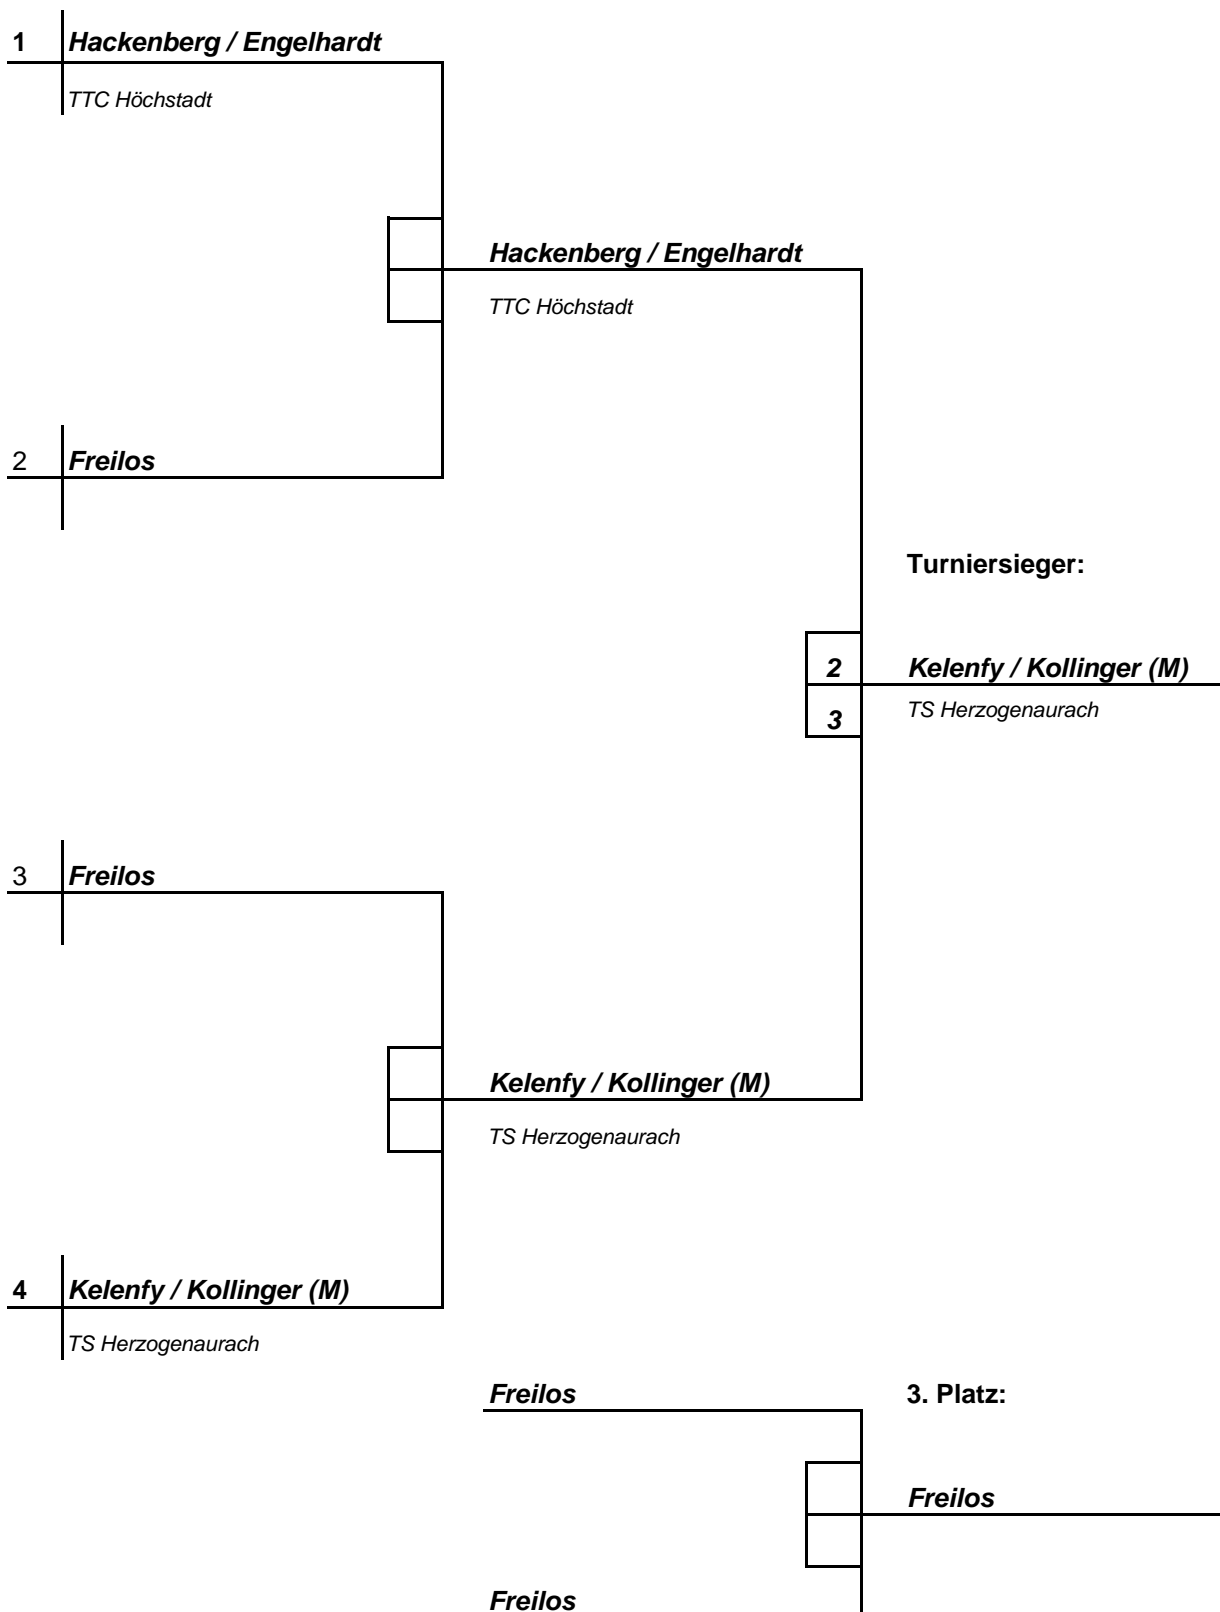 1 Hackenberg / Engelhardt
TTC Höchstadt
Hackenberg / Engelhardt
TTC Höchstadt
2 Freilos
Turniersieger:
2 Kelenfy / Kollinger (M)
3 TS Herzogenaurach
3 Freilos
Kelenfy / Kollinger (M)
TS Herzogenaurach
4 Kelenfy / Kollinger (M)
TS Herzogenaurach
Freilos 3. Platz:
Freilos
Freilos